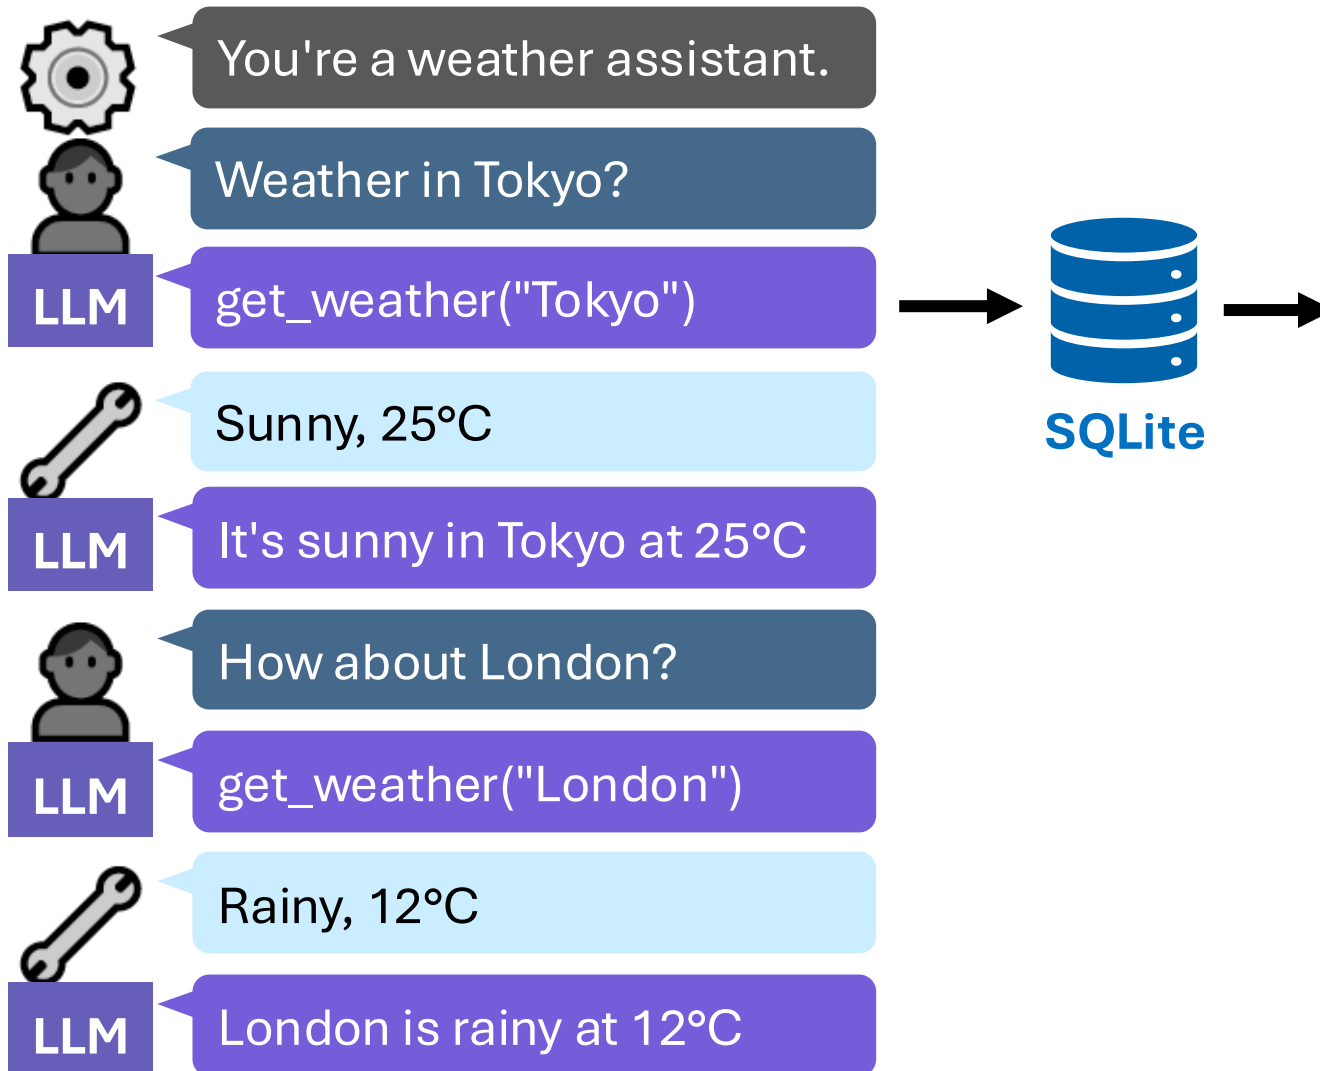 You're a weather assistant.
Weather in Tokyo?
LLM
get_weather("Tokyo")
Sunny, 25°C
LLM
It's sunny in Tokyo at 25°C
How about London?
LLM
get_weather("London")
Rainy, 12°C
LLM
London is rainy at 12°C
SQLite